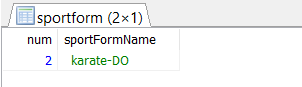 sportform (2×1)
num sportFormName
2 karate-DO